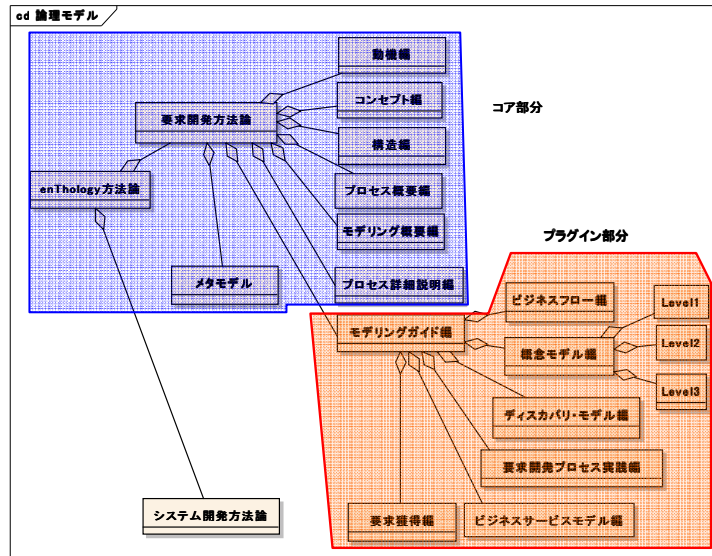 cd 論理モデル
動機編
コンセプト編
コア部分
要求開発方法論
構造編
enThology方法論
プロセス概要編
モデリング概要編
プラグイン部分
メタモデル
プロセス詳細説明編
ビジネスフロー編
Level1
モデリングガイド編
概念モデル編
Level2
Level3
ディスカバリ・モデル編
要求開発プロセス実践編
システム開発方法論
要求獲得編
ビジネスサービスモデル編